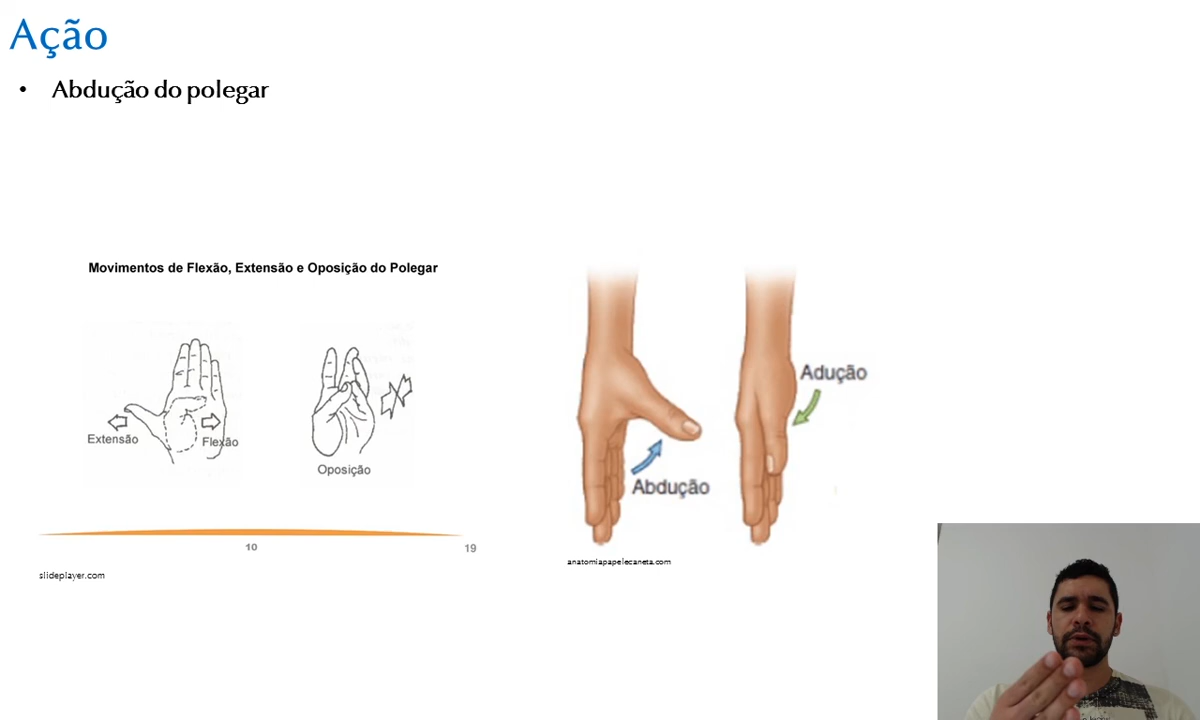 Ação
• Abdução do polegar
Movimentos de Flexão, Extensão e Oposição do Polegar
Extensão
Flexão
Oposição
10
19
slideplayer.com
Adução
Abdução
anatomiapapelecaneta.com